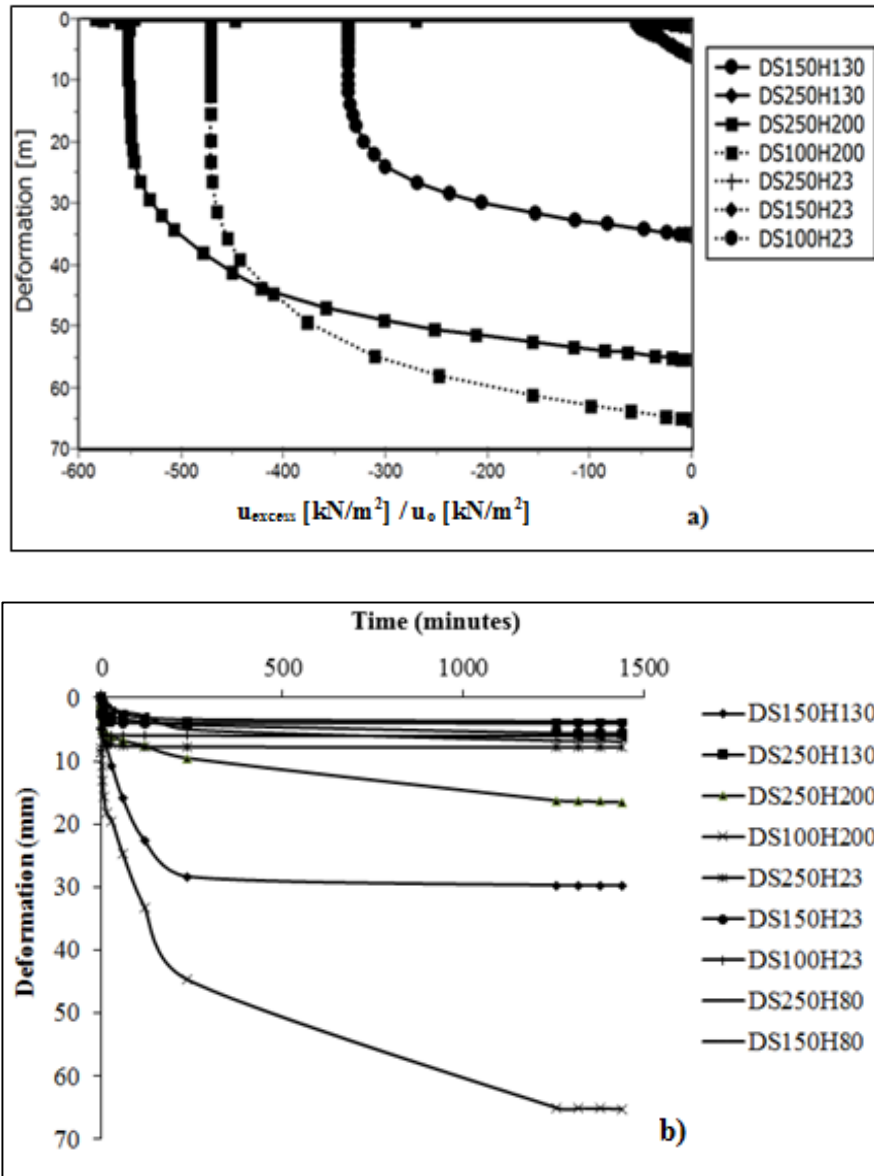 0
10
20
30
40
50
60
70
Deformation [m]
-600 -500 -400 -300 -200 -100 0
u_excess [kN/m²] / u_o [kN/m²]
a)
DS150H130
DS250H130
DS250H200
DS100H200
DS250H23
DS150H23
DS100H23
Time (minutes)
0 500 1000 1500
0
10
20
30
40
50
60
70
Deformation (mm)
DS150H130
DS250H130
DS250H200
DS100H200
DS250H23
DS150H23
DS100H23
DS250H80
DS150H80
b)